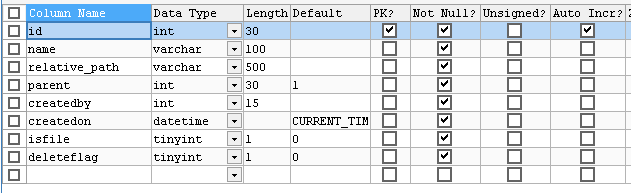 Column Name Data Type Length Default PK? Not Null? Unsigned? Auto Incr?
id int 30
name varchar 100
relative_path varchar 500
parent int 30 1
createdby int 15
createdon datetime CURRENT_TIM
isfile tinyint 1 0
deleteflag tinyint 1 0